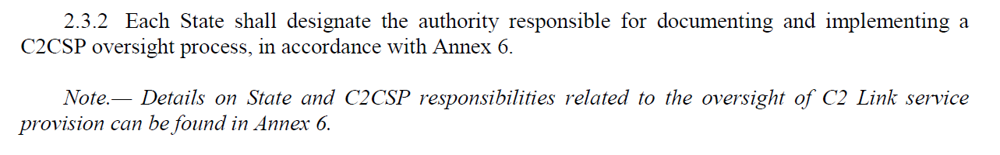 2.3.2 Each State shall designate the authority responsible for documenting and implementing a
C2CSP oversight process, in accordance with Annex 6.
Note.— Details on State and C2CSP responsibilities related to the oversight of C2 Link service
provision can be found in Annex 6.